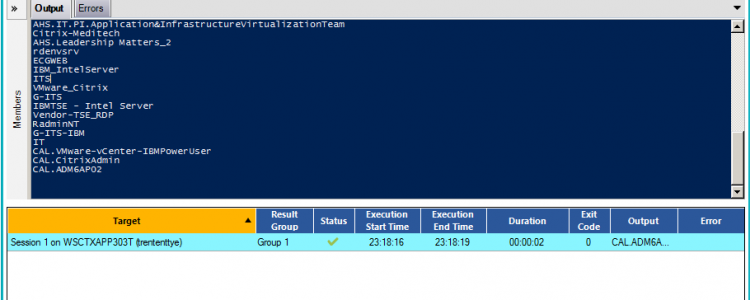 » Output Errors
Members
AHS.IT.PI.Application&InfrastructureVirtualizationTeam
Citrix-Meditech
AHS.Leadership Matters_2
rdenvsrv
ECGWEB
IBM_IntelServer
ITS
VMware_Citrix
G-ITS
IBMTSE - Intel Server
Vendor-TSE_RDP
RadminNT
G-ITS-IBM
IT
CAL.VMware-vCenter-IBMPowerUser
CAL.CitrixAdmin
CAL.ADM6AP02
Target Result Group Status Execution Start Time Execution End Time Duration Exit Code Output Error
Session 1 on WSCTXAPP303T (trententtye) Group 1 23:18:16 23:18:19 00:00:02 0 CAL.ADM6A...